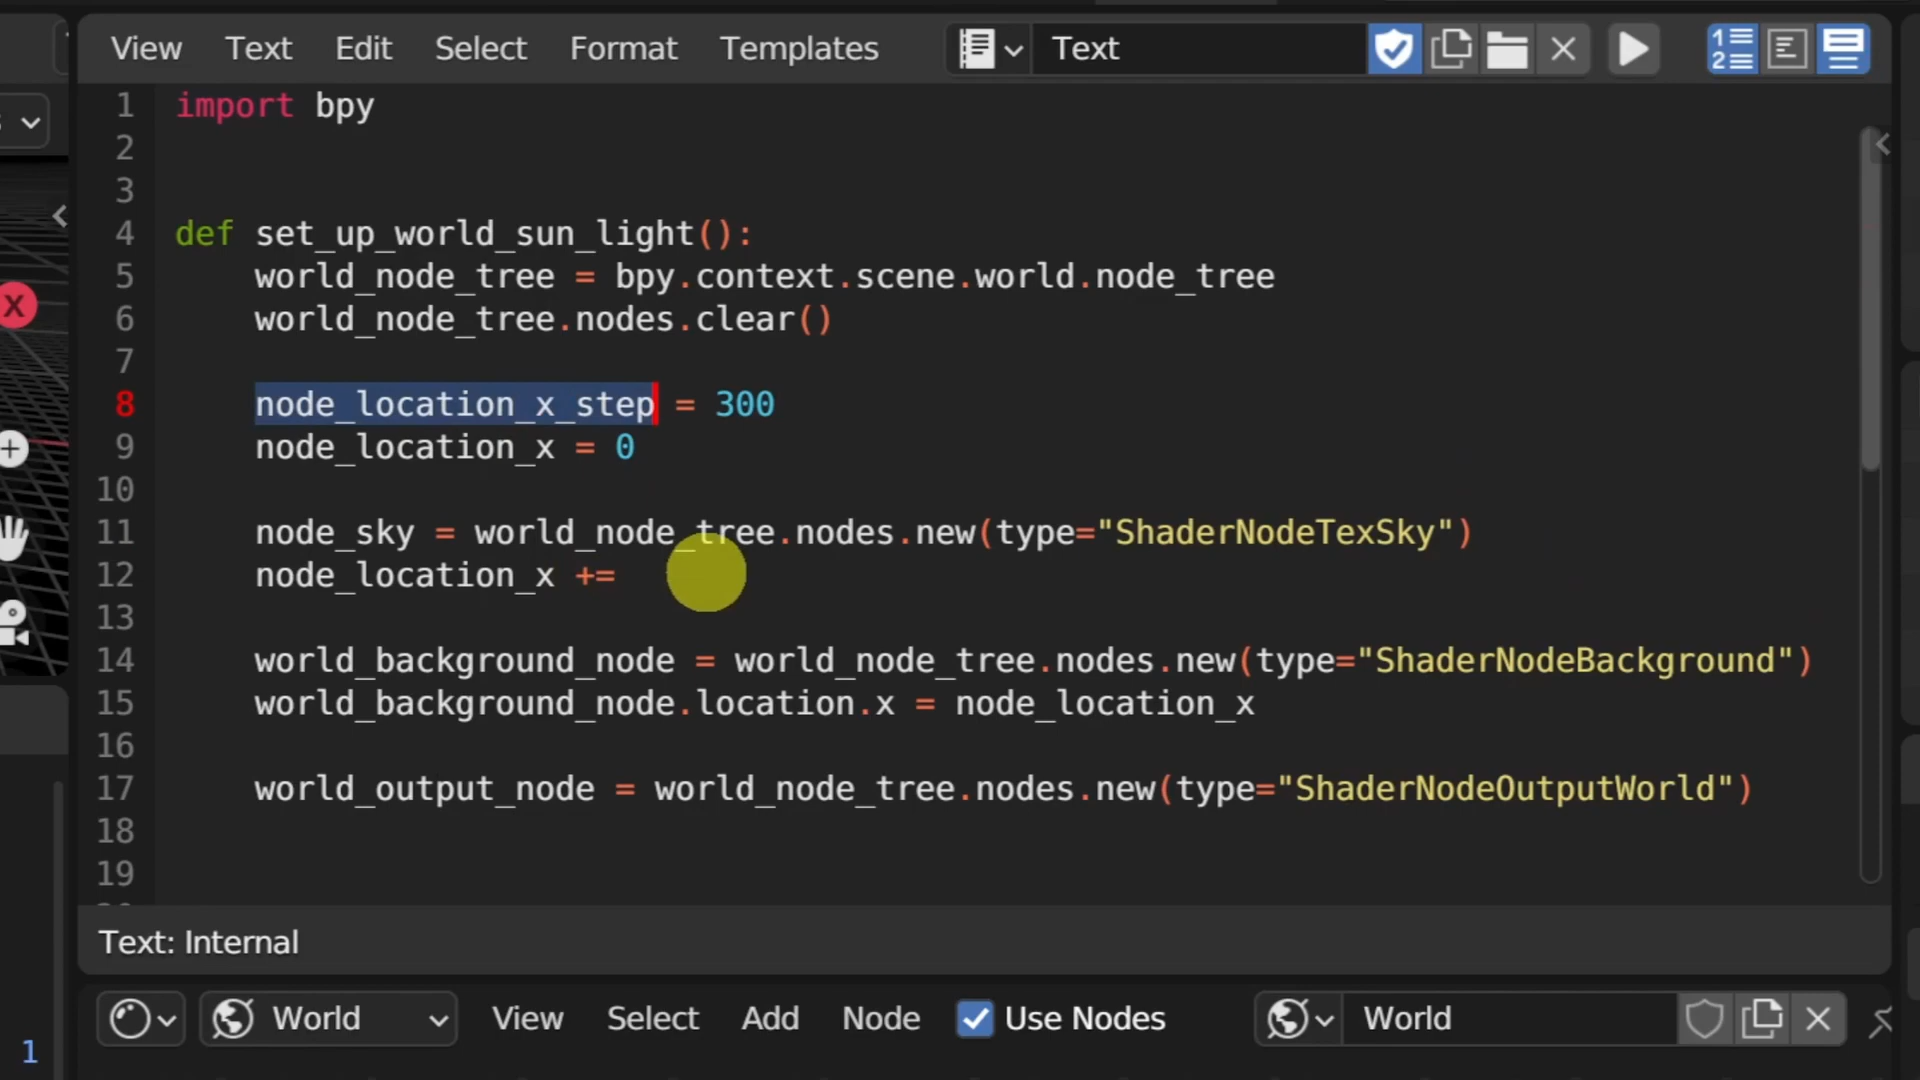 View Text Edit Select Format Templates Text
1 import bpy
2
3
4 def set_up_world_sun_light():
5 world_node_tree = bpy.context.scene.world.node_tree
6 world_node_tree.nodes.clear()
7
8 node_location_x_step = 300
9 node_location_x = 0
10
11 node_sky = world_node_tree.nodes.new(type="ShaderNodeTexSky")
12 node_location_x +=
13
14 world_background_node = world_node_tree.nodes.new(type="ShaderNodeBackground")
15 world_background_node.location.x = node_location_x
16
17 world_output_node = world_node_tree.nodes.new(type="ShaderNodeOutputWorld")
18
19
Text: Internal
World View Select Add Node Use Nodes World
1